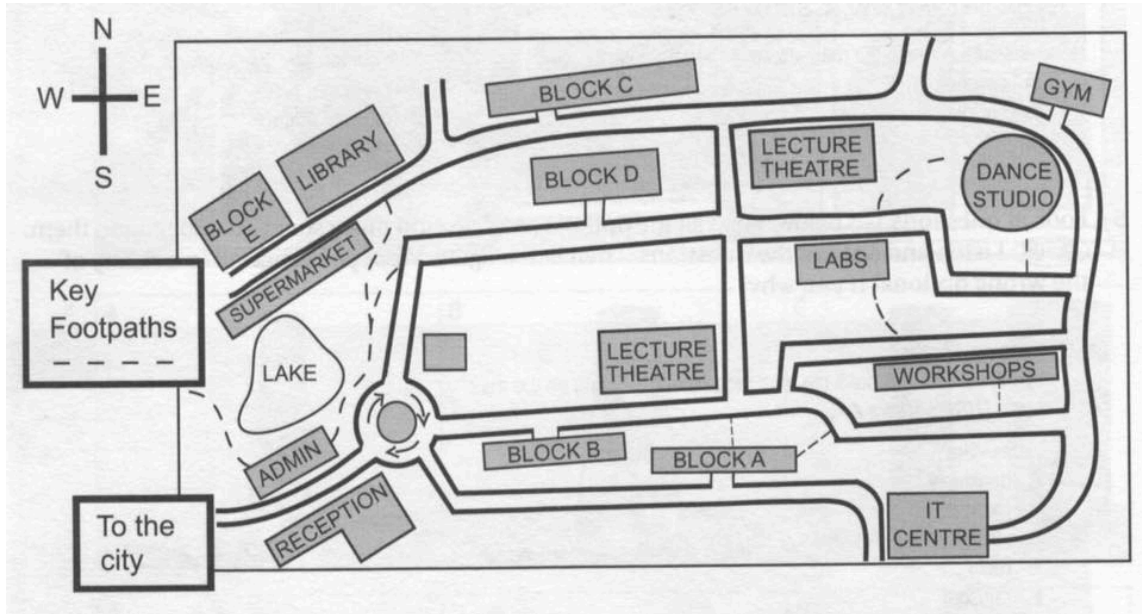 N
W E
S
BLOCK C
GYM
LIBRARY
LECTURE
THEATRE
BLOCK D
DANCE
STUDIO
BLOCK
E
SUPERMARKET
LABS
Key
Footpaths
LAKE
LECTURE
THEATRE
WORKSHOPS
ADMIN
BLOCK B
BLOCK A
RECEPTION
IT
CENTRE
To the
city